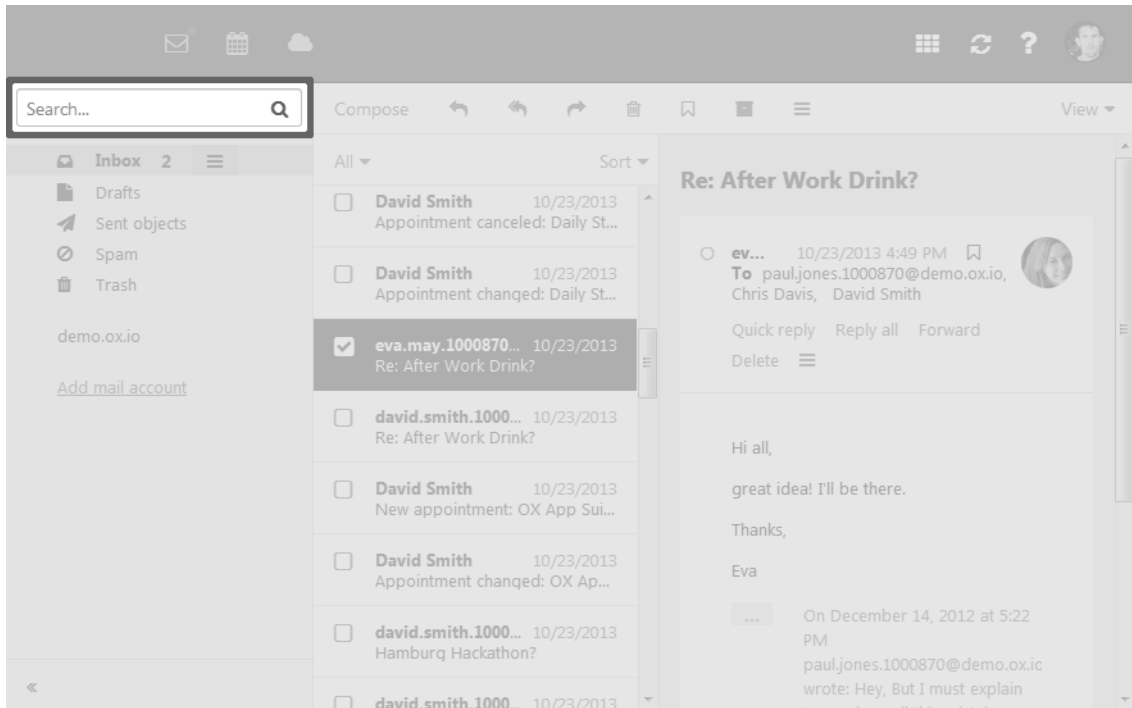 Search...
Compose
View
Inbox 2
Drafts
Sent objects
Spam
Trash
demo.ox.io
Add mail account
All Sort
David Smith 10/23/2013
Appointment canceled: Daily St...
David Smith 10/23/2013
Appointment changed: Daily St...
eva.may.1000870... 10/23/2013
Re: After Work Drink?
david.smith.1000... 10/23/2013
Re: After Work Drink?
David Smith 10/23/2013
New appointment: OX App Sui...
David Smith 10/23/2013
Appointment changed: OX Ap...
david.smith.1000... 10/23/2013
Hamburg Hackathon?
david.smith.1000... 10/23/2013
Re: After Work Drink?
ev... 10/23/2013 4:49 PM
To paul.jones.1000870@demo.ox.io,
Chris Davis, David Smith
Quick reply Reply all Forward
Delete
Hi all,
great idea! I'll be there.
Thanks,
Eva
... On December 14, 2012 at 5:22
PM
paul.jones.1000870@demo.ox.ic
wrote: Hey, But I must explain